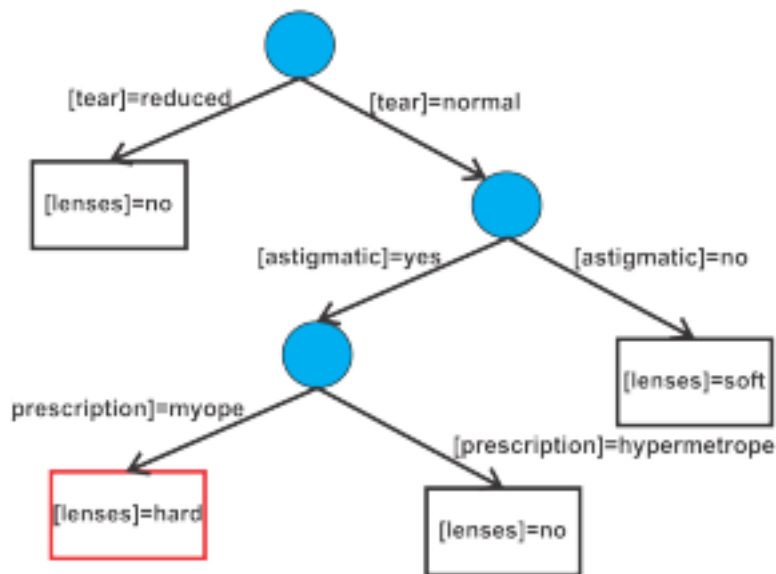 [tear]=reduced
[tear]=normal
[lenses]=no
[astigmatic]=yes
[astigmatic]=no
[lenses]=soft
prescription]=myope
[prescription]=hypermetrope
[lenses]=hard
[lenses]=no